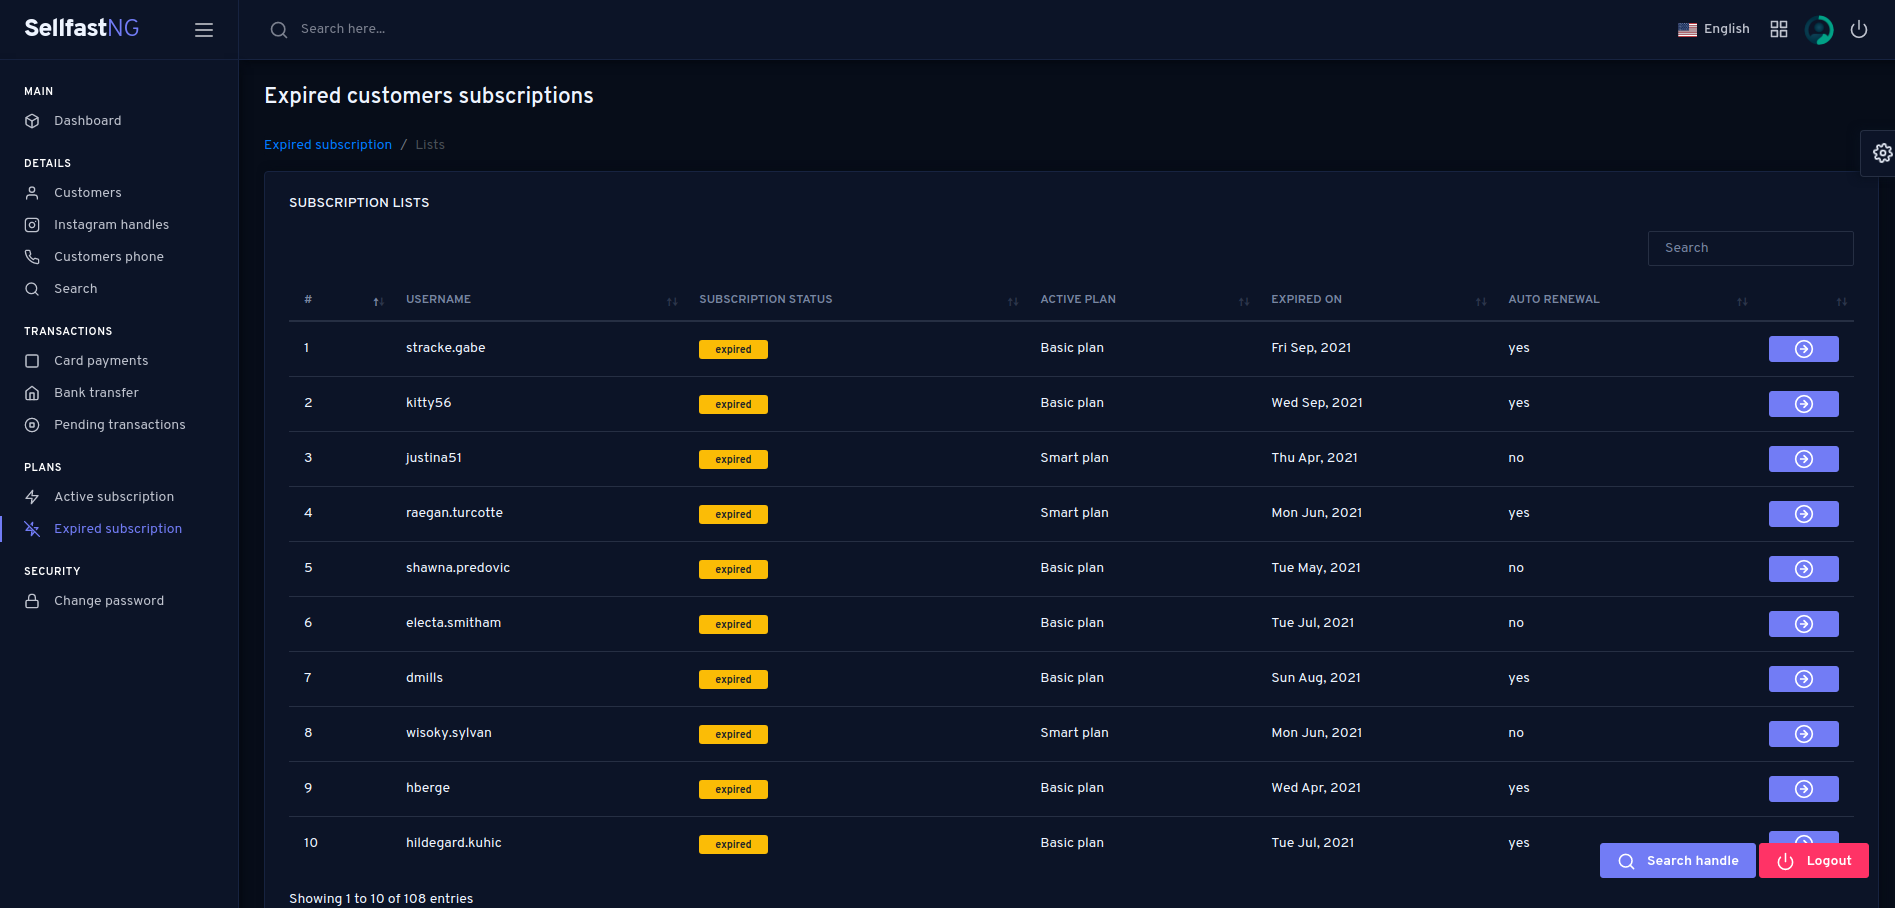 SellfastNG
Search here...
English
MAIN
Dashboard
DETAILS
Customers
Instagram handles
Customers phone
Search
TRANSACTIONS
Card payments
Bank transfer
Pending transactions
PLANS
Active subscription
Expired subscription
SECURITY
Change password
Expired customers subscriptions
Expired subscription / Lists
SUBSCRIPTION LISTS
Search
# USERNAME SUBSCRIPTION STATUS ACTIVE PLAN EXPIRED ON AUTO RENEWAL
1 stracke.gabe expired Basic plan Fri Sep, 2021 yes
2 kitty56 expired Basic plan Wed Sep, 2021 yes
3 justina51 expired Smart plan Thu Apr, 2021 no
4 raegan.turcotte expired Smart plan Mon Jun, 2021 yes
5 shawna.predovic expired Basic plan Tue May, 2021 no
6 electa.smitham expired Basic plan Tue Jul, 2021 no
7 dmills expired Basic plan Sun Aug, 2021 yes
8 wisoky.sylvan expired Smart plan Mon Jun, 2021 no
9 hberge expired Basic plan Wed Apr, 2021 yes
10 hildegard.kuhic expired Basic plan Tue Jul, 2021 yes
Search handle
Logout
Showing 1 to 10 of 108 entries